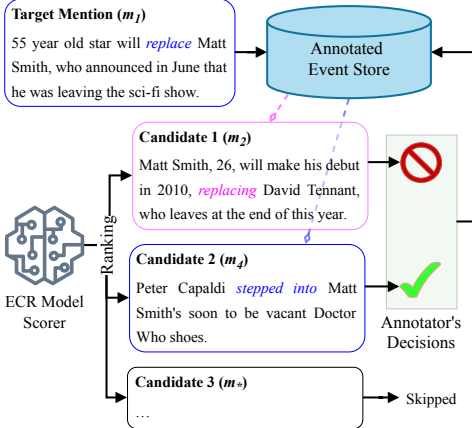 Target Mention (m1)
55 year old star will replace Matt
Smith, who announced in June that
he was leaving the sci-fi show.
Annotated
Event Store
Candidate 1 (m2)
Matt Smith, 26, will make his debut
in 2010, replacing David Tennant,
who leaves at the end of this year.
Ranking
ECR Model
Scorer
Candidate 2 (m4)
Peter Capaldi stepped into Matt
Smith's soon to be vacant Doctor
Who shoes.
Annotator's
Decisions
Candidate 3 (m*)
...
Skipped